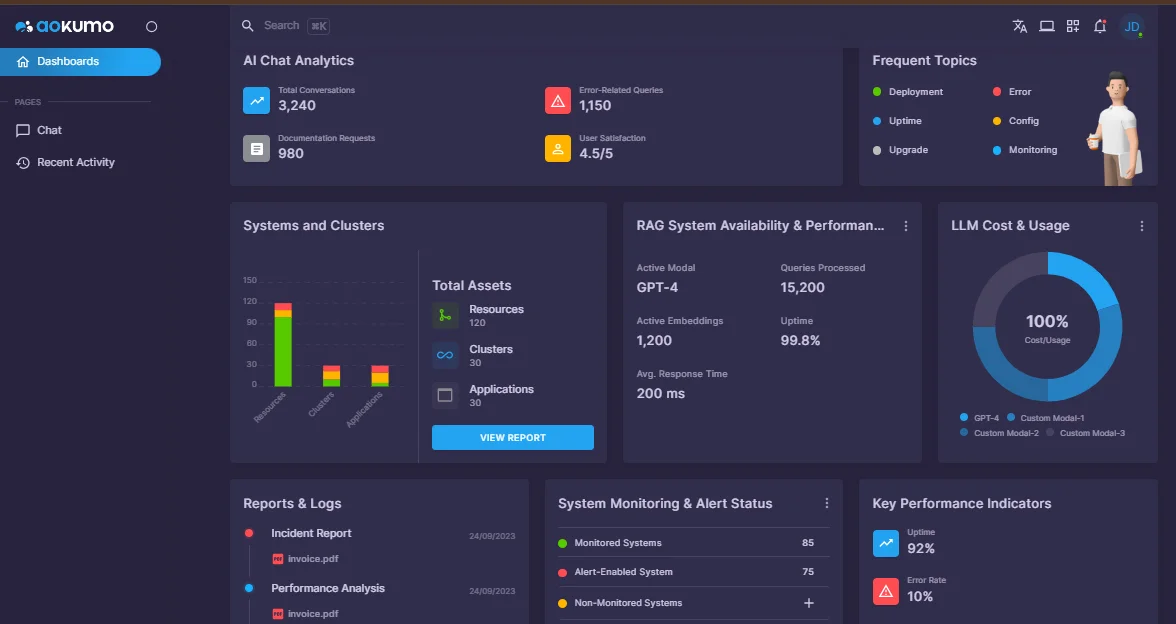 aokumo
Search ⌘K
JD
Dashboards
PAGES
Chat
Recent Activity
AI Chat Analytics
Total Conversations
3,240
Error-Related Queries
1,150
Documentation Requests
980
User Satisfaction
4.5/5
Frequent Topics
Deployment
Error
Uptime
Config
Upgrade
Monitoring
Systems and Clusters
150
120
90
60
30
0
Resources
Clusters
Applications
Total Assets
Resources
120
Clusters
30
Applications
30
VIEW REPORT
RAG System Availability & Performan...
Active Modal
GPT-4
Queries Processed
15,200
Active Embeddings
1,200
Uptime
99.8%
Avg. Response Time
200 ms
LLM Cost & Usage
100%
Cost/Usage
GPT-4 Custom Modal-1
Custom Modal-2 Custom Modal-3
Reports & Logs
Incident Report 24/09/2023
PDF invoice.pdf
Performance Analysis 24/09/2023
PDF invoice.pdf
System Monitoring & Alert Status
Monitored Systems 85
Alert-Enabled System 75
Non-Monitored Systems +
Key Performance Indicators
Uptime
92%
Error Rate
10%